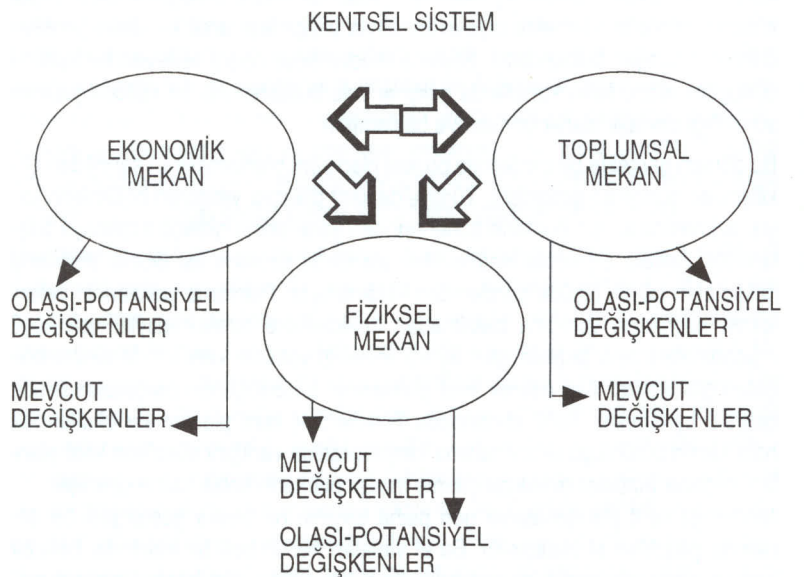 KENTSEL SİSTEM
EKONOMİK
MEKAN
TOPLUMSAL
MEKAN
FİZİKSEL
MEKAN
OLASI-POTANSİYEL
DEĞİŞKENLER
MEVCUT
DEĞİŞKENLER
OLASI-POTANSİYEL
DEĞİŞKENLER
MEVCUT
DEĞİŞKENLER
MEVCUT
DEĞİŞKENLER
OLASI-POTANSİYEL
DEĞİŞKENLER